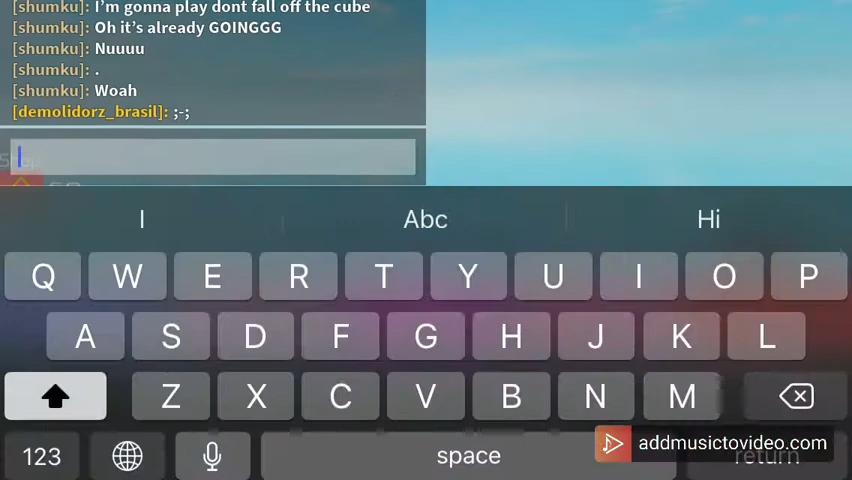 [shumku]: I'm gonna play dont fall off the cube
[shumku]: Oh it's already GOINGGG
[shumku]: Nuuuu
[shumku]: .
[shumku]: Woah
[demolidorz_brasil]: ;-;
I Abc Hi
Q W E R T Y U I O P
A S D F G H J K L
Z X C V B N M
123 space return
addmusictovideo.com